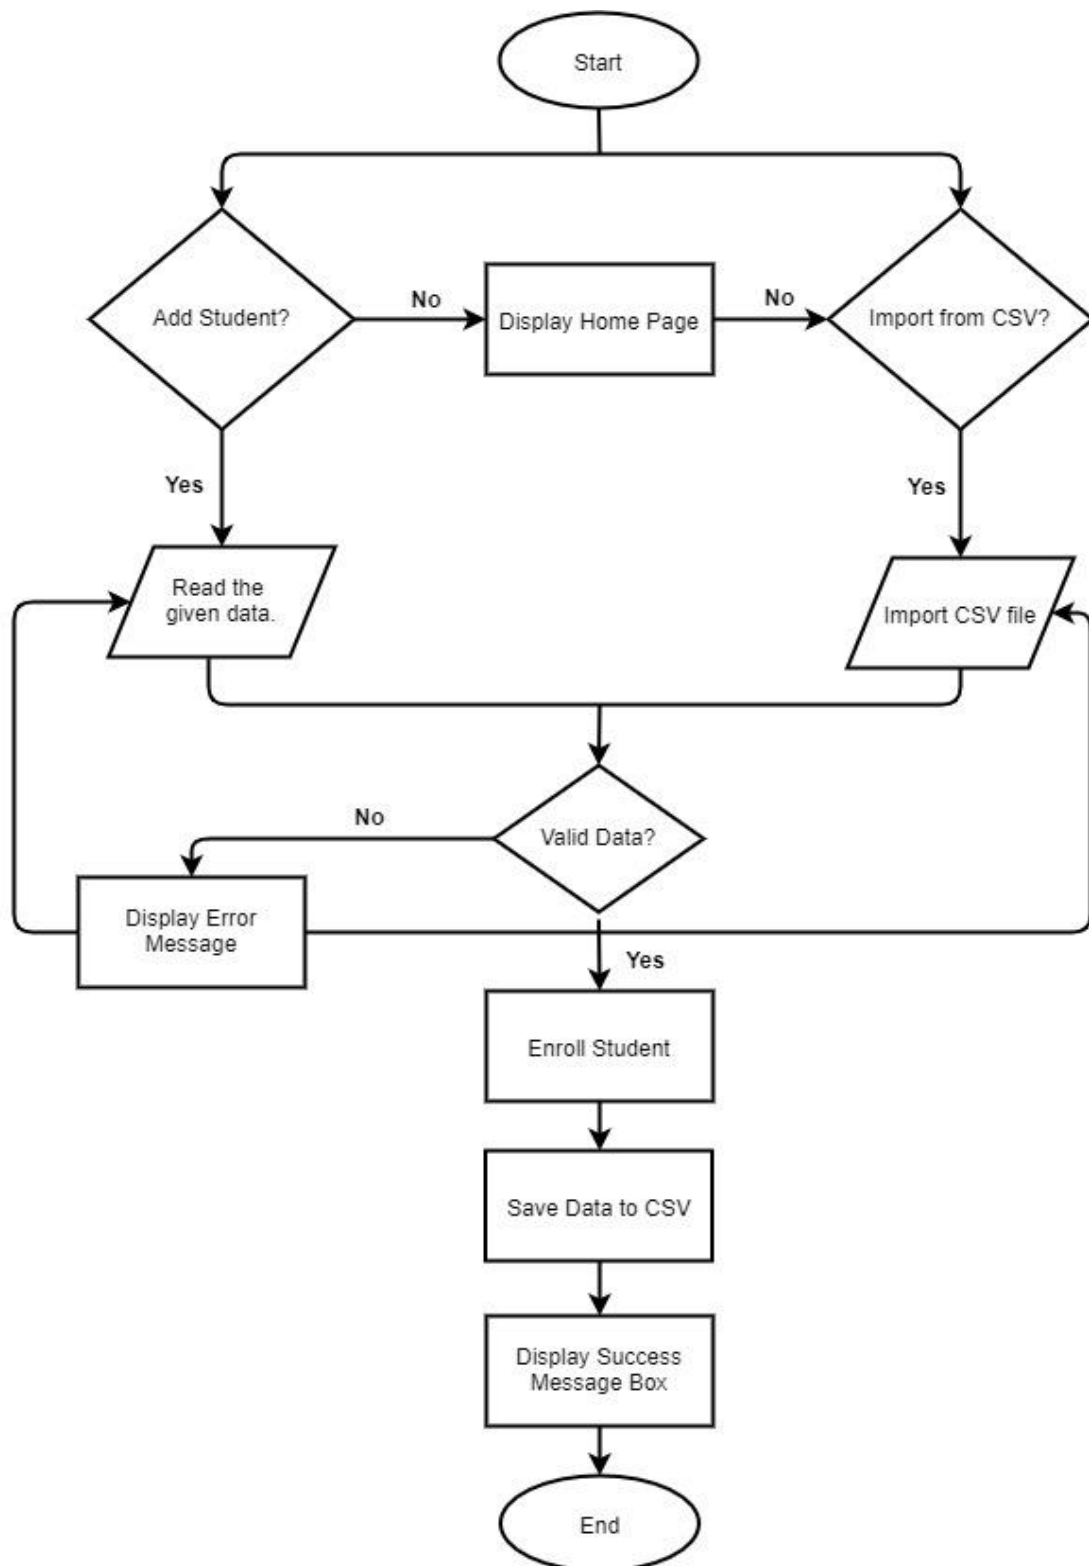 Start
Add Student?
No
Display Home Page
No
Import from CSV?
Yes
Yes
Read the
given data.
Import CSV file
Valid Data?
No
Display Error
Message
Yes
Enroll Student
Save Data to CSV
Display Success
Message Box
End